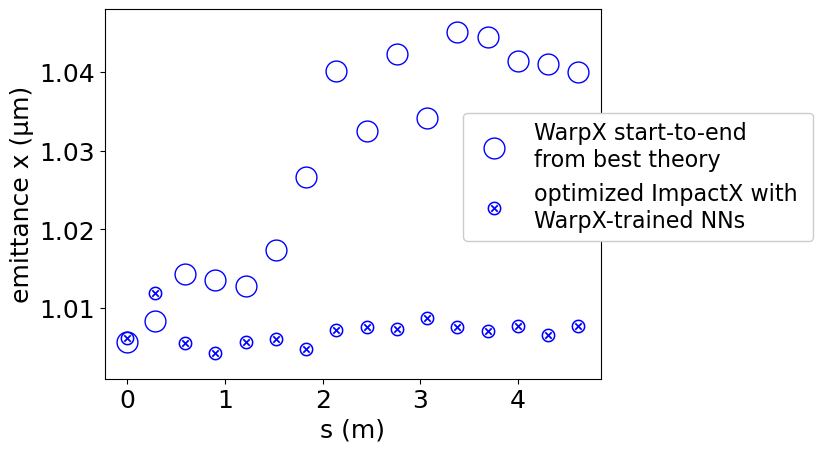 emittance x (µm)
1.04
1.03
1.02
1.01
0
1
2
3
4
s (m)
WarpX start-to-end
from best theory
optimized ImpactX with
WarpX-trained NNs